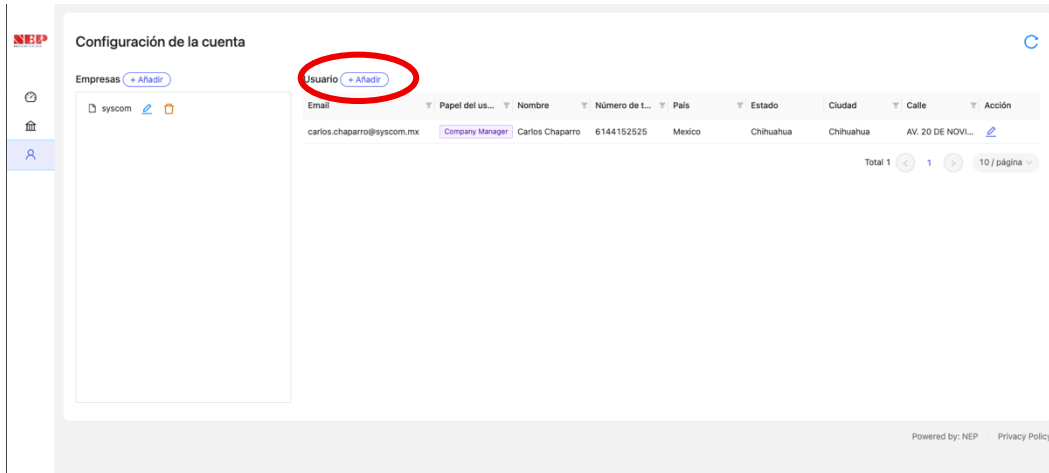 NEP
Configuración de la cuenta
Empresas + Añadir
Usuario + Añadir
syscom
Email Papel del us... Nombre Número de t... País Estado Ciudad Calle Acción
carlos.chaparro@syscom.mx Company Manager Carlos Chaparro 6144152525 Mexico Chihuahua Chihuahua AV. 20 DE NOVI...
Total 1 < 1 > 10 / página
Powered by: NEP Privacy Policy